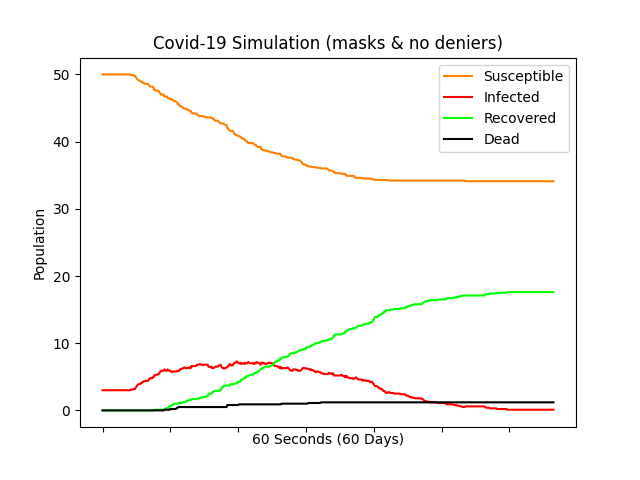 Covid-19 Simulation (masks & no deniers)
50
40
30
20
10
0
Population
Susceptible
Infected
Recovered
Dead
60 Seconds (60 Days)